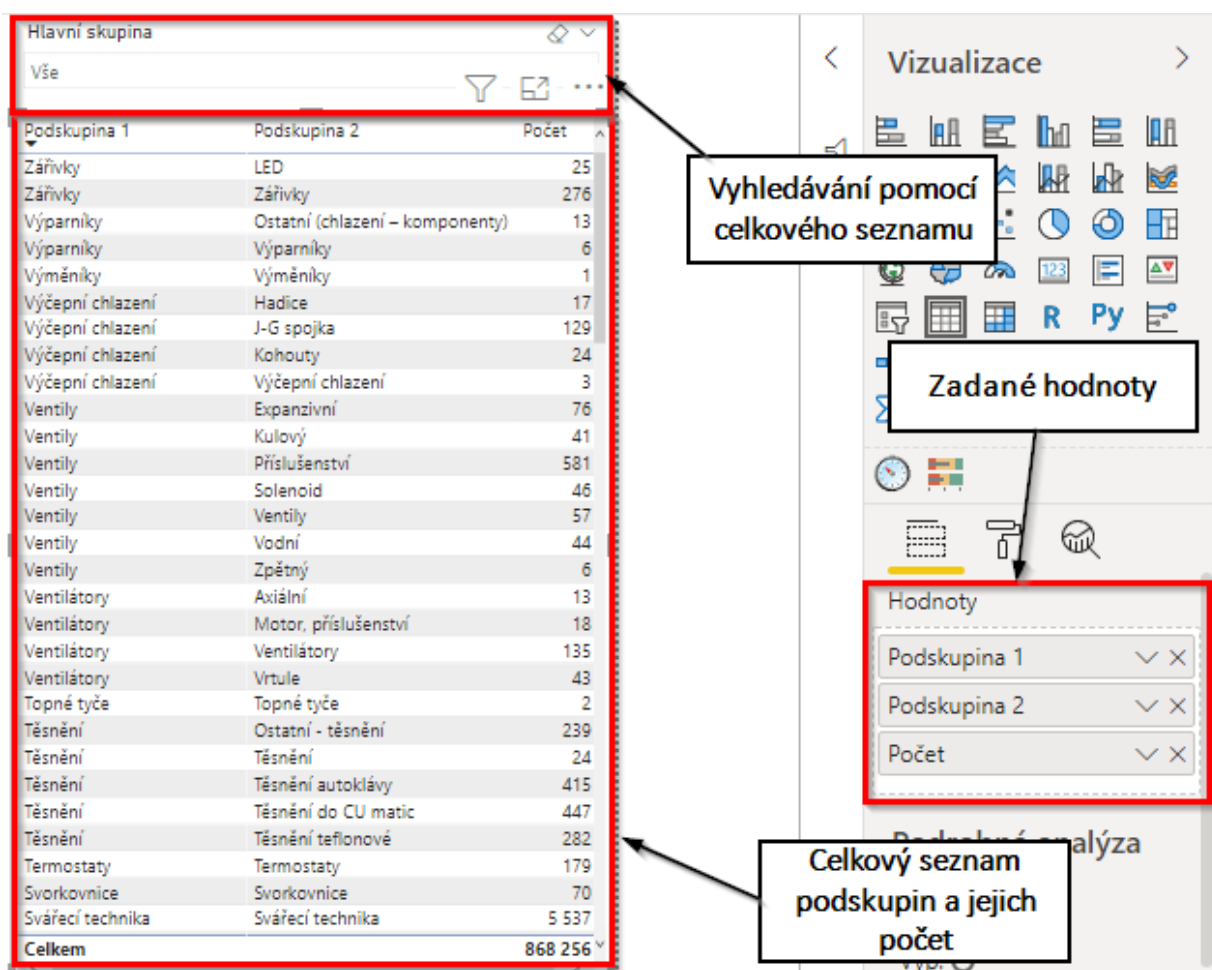 Hlavní skupina
Vše
Podskupina 1 Podskupina 2 Počet
Zářivky LED 25
Zářivky Zářivky 276
Výparníky Ostatní (chlazení – komponenty) 13
Výparníky Výparníky 6
Výměníky Výměníky 1
Výčepní chlazení Hadice 17
Výčepní chlazení J-G spojka 129
Výčepní chlazení Kohouty 24
Výčepní chlazení Výčepní chlazení 3
Ventily Expanzivní 76
Ventily Kulový 41
Ventily Příslušenství 581
Ventily Solenoid 46
Ventily Ventily 57
Ventily Vodní 44
Ventily Zpětný 6
Ventilátory Axiální 13
Ventilátory Motor, příslušenství 18
Ventilátory Ventilátory 135
Ventilátory Vrtule 43
Topné tyče Topné tyče 2
Těsnění Ostatní - těsnění 239
Těsnění Těsnění 24
Těsnění Těsnění autoklávy 415
Těsnění Těsnění do CU matic 447
Těsnění Těsnění teflonové 282
Termostaty Termostaty 179
Svorkovnice Svorkovnice 70
Svářecí technika Svářecí technika 5 537
Celkem 868 256
Vyhledávání pomocí
celkového seznamu
Vizualizace
123
R Py
Zadané hodnoty
Hodnoty
Podskupina 1
Podskupina 2
Počet
Celkový seznam
podskupin a jejich
počet